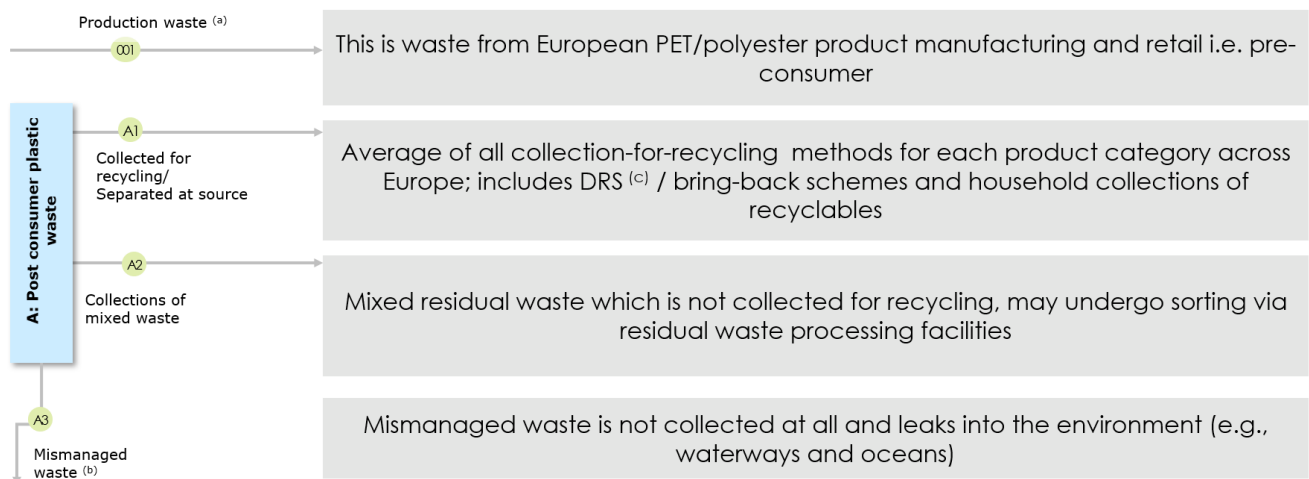 Production waste (a)
001
This is waste from European PET/polyester product manufacturing and retail i.e. pre-
consumer
A: Post consumer plastic
waste
A1
Collected for
recycling/
Separated at source
Average of all collection-for-recycling methods for each product category across
Europe; includes DRS (c) / bring-back schemes and household collections of
recyclables
A2
Collections of
mixed waste
Mixed residual waste which is not collected for recycling, may undergo sorting via
residual waste processing facilities
A3
Mismanaged
waste (b)
Mismanaged waste is not collected at all and leaks into the environment (e.g.,
waterways and oceans)